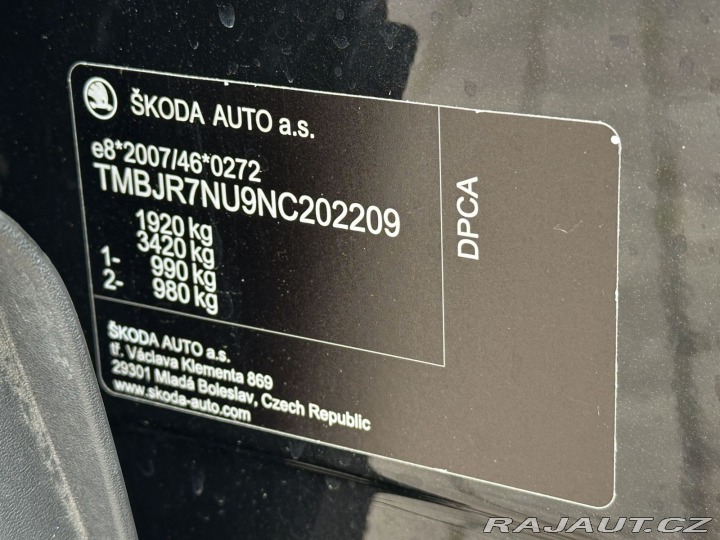 ŠKODA AUTO a.s.
e8*2007/46*0272
TMBJR7NU9NC202209
1920 kg
3420 kg
1- 990 kg
2- 980 kg
DPCA
ŠKODA AUTO a.s.
tř. Václava Klementa 869
29301 Mladá Boleslav, Czech Republic
www.skoda-auto.com
RAJAUT.CZ